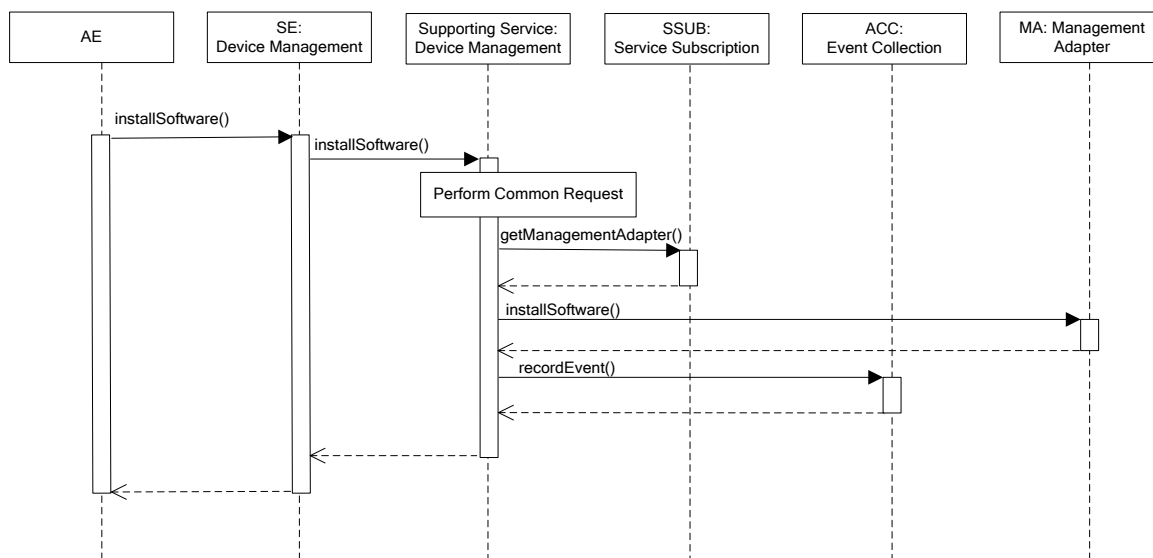 AE
SE:
Device Management
Supporting Service:
Device Management
SSUB:
Service Subscription
ACC:
Event Collection
MA: Management
Adapter
installSoftware()
installSoftware()
Perform Common Request
getManagementAdapter()
installSoftware()
recordEvent()